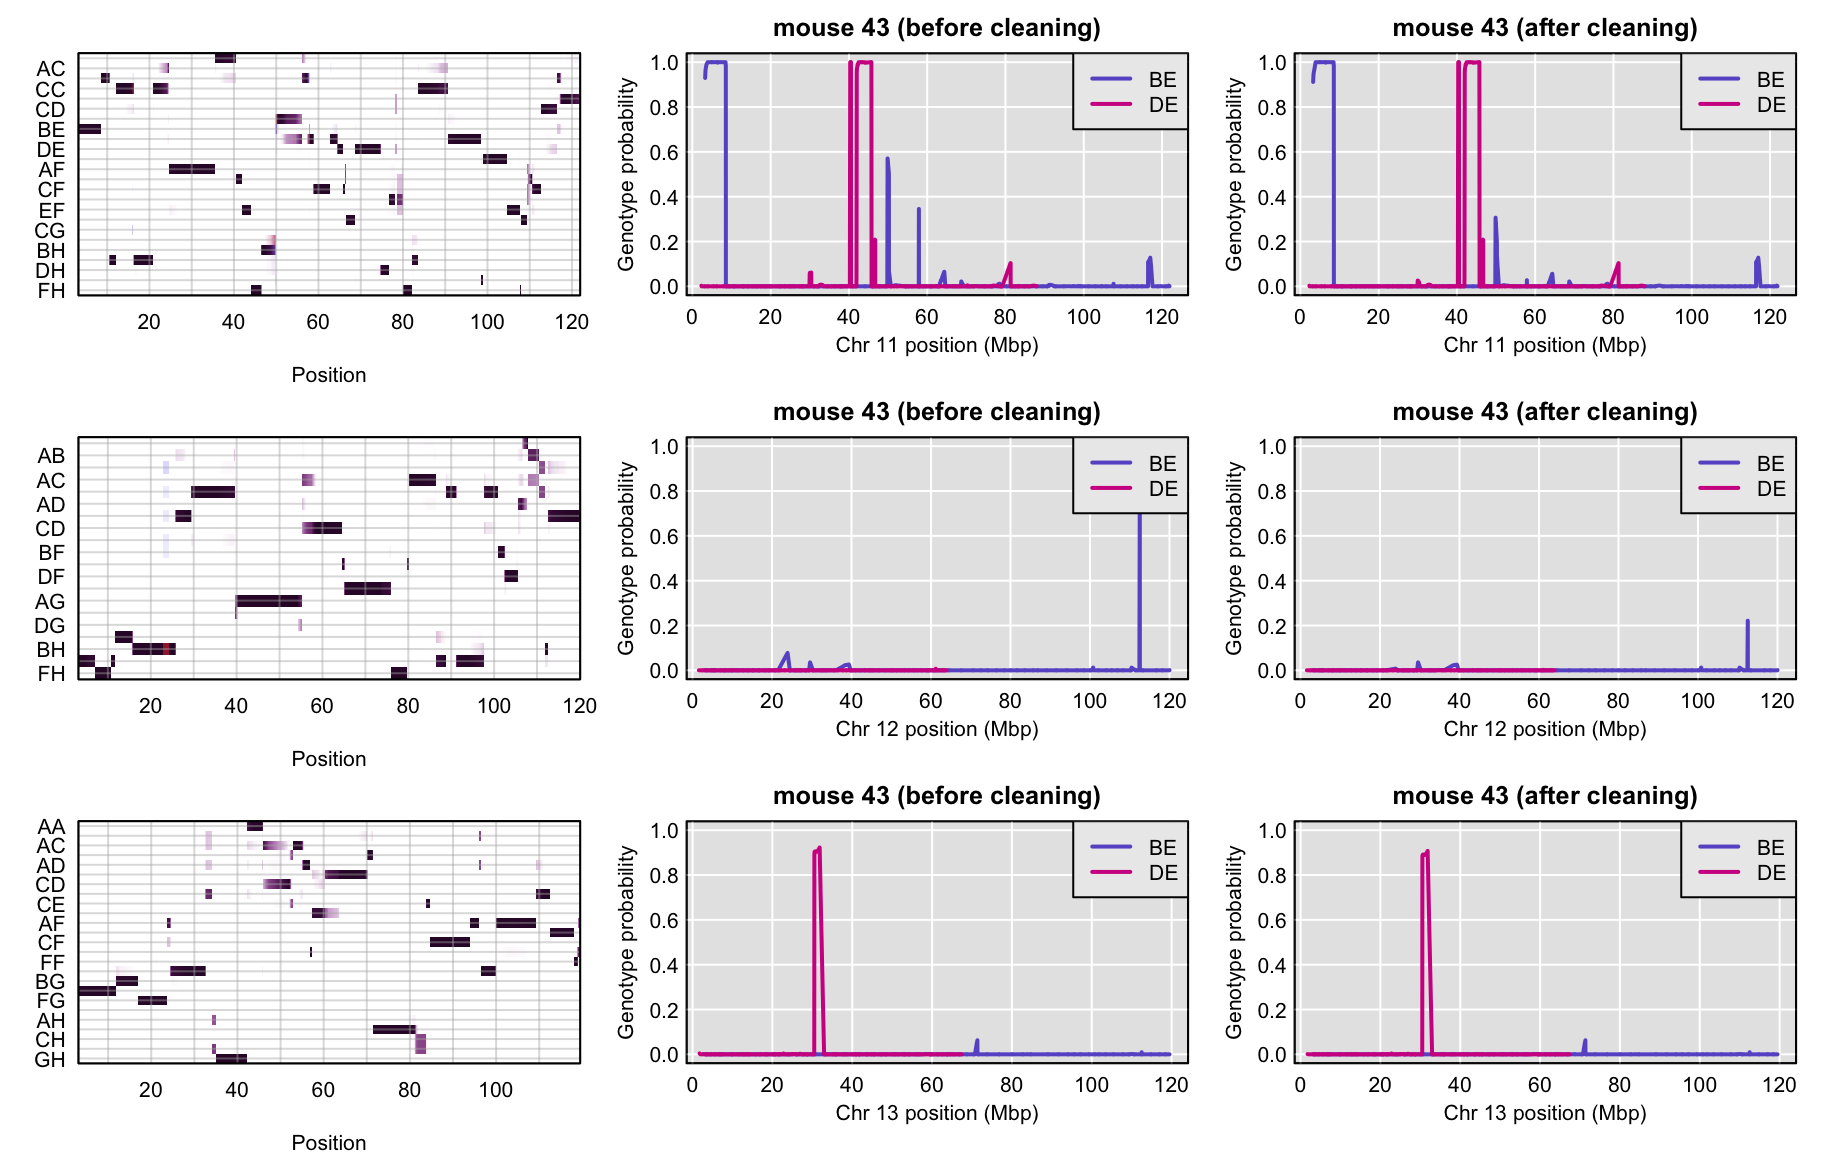 AC
CC
CD
BE
DE
AF
CF
EF
CG
BH
DH
FH
20 40 60 80 100 120
Position
mouse 43 (before cleaning)
Genotype probability
1.0
0.8
0.6
0.4
0.2
0.0
BE
DE
0 20 40 60 80 100 120
Chr 11 position (Mbp)
mouse 43 (after cleaning)
Genotype probability
1.0
0.8
0.6
0.4
0.2
0.0
BE
DE
0 20 40 60 80 100 120
Chr 11 position (Mbp)
AB
AC
AD
CD
BF
DF
AG
DG
BH
FH
20 40 60 80 100 120
Position
mouse 43 (before cleaning)
Genotype probability
1.0
0.8
0.6
0.4
0.2
0.0
BE
DE
0 20 40 60 80 100 120
Chr 12 position (Mbp)
mouse 43 (after cleaning)
Genotype probability
1.0
0.8
0.6
0.4
0.2
0.0
BE
DE
0 20 40 60 80 100 120
Chr 12 position (Mbp)
AA
AC
AD
CD
CE
AF
CF
FF
BG
FG
AH
CH
GH
20 40 60 80 100
Position
mouse 43 (before cleaning)
Genotype probability
1.0
0.8
0.6
0.4
0.2
0.0
BE
DE
0 20 40 60 80 100 120
Chr 13 position (Mbp)
mouse 43 (after cleaning)
Genotype probability
1.0
0.8
0.6
0.4
0.2
0.0
BE
DE
0 20 40 60 80 100 120
Chr 13 position (Mbp)